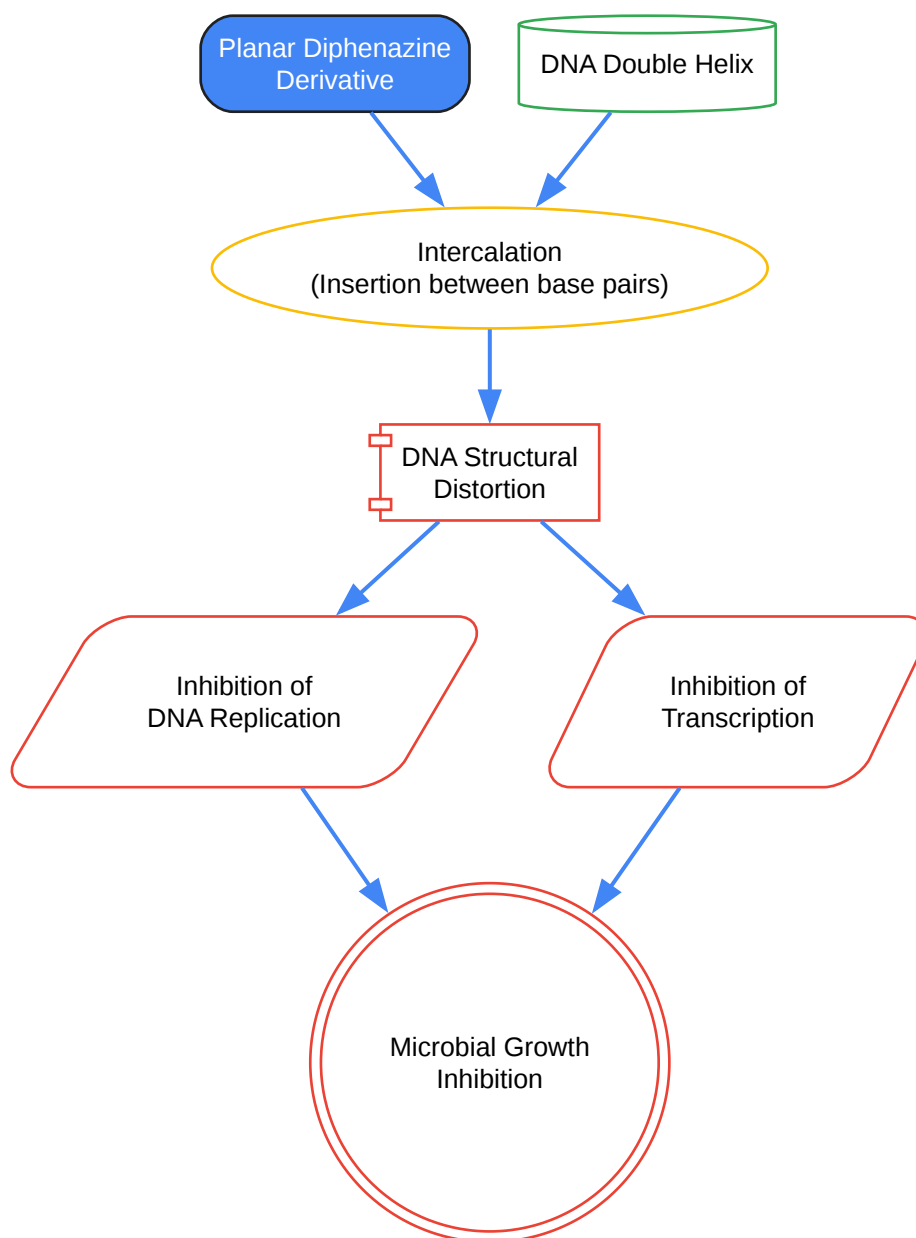 Planar Diphenazine
Derivative
DNA Double Helix
Intercalation
(Insertion between base pairs)
DNA Structural
Distortion
Inhibition of
DNA Replication
Inhibition of
Transcription
Microbial Growth
Inhibition